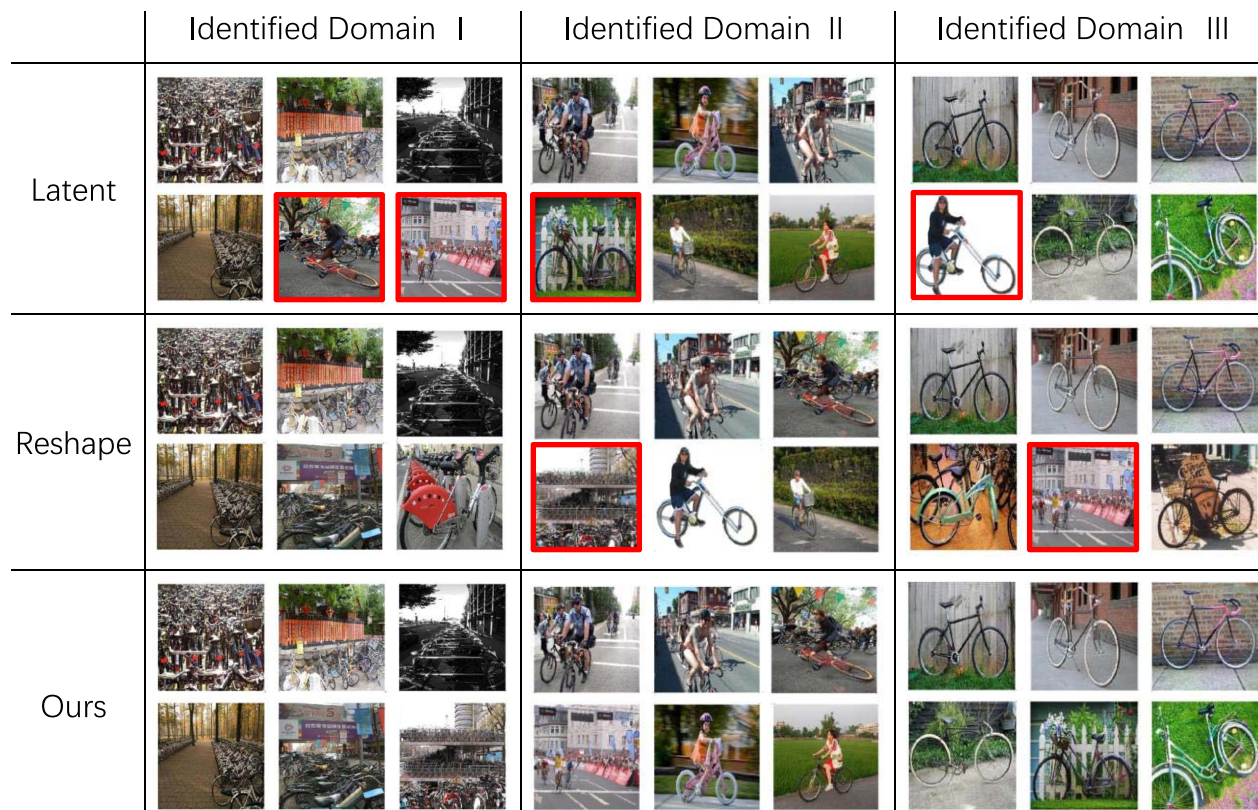 Identified Domain I
Identified Domain II
Identified Domain III
Latent
Reshape
Ours